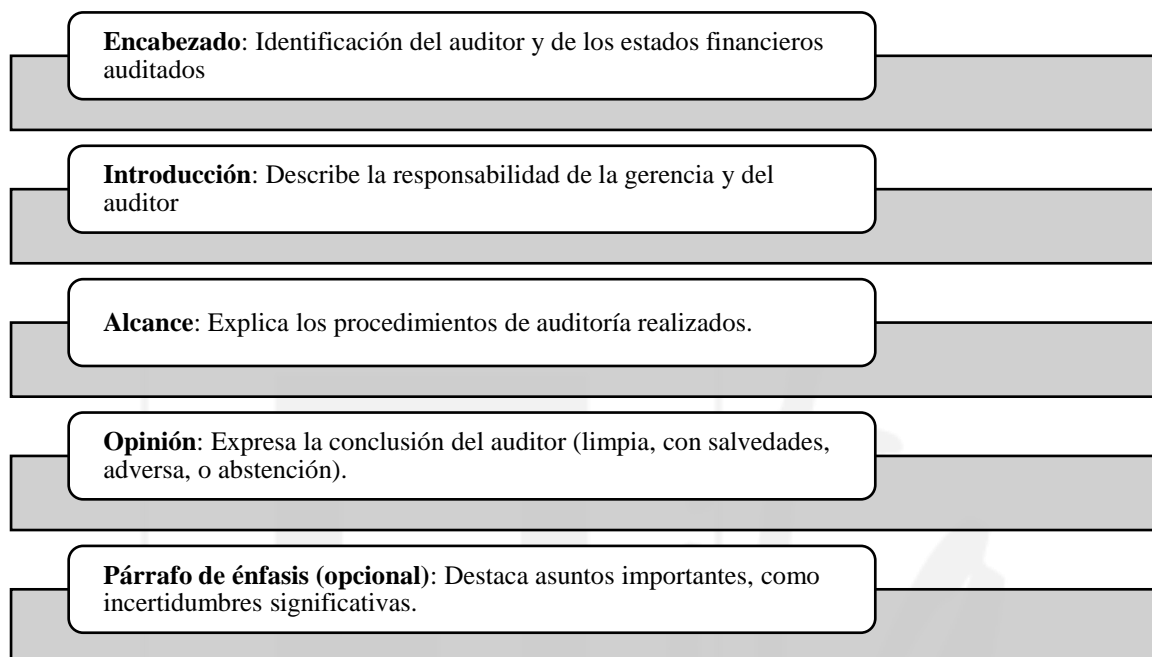 Encabezado: Identificación del auditor y de los estados financieros
auditados
Introducción: Describe la responsabilidad de la gerencia y del
auditor
Alcance: Explica los procedimientos de auditoría realizados.
Opinión: Expresa la conclusión del auditor (limpia, con salvedades,
adversa, o abstención).
Párrafo de énfasis (opcional): Destaca asuntos importantes, como
incertidumbres significativas.